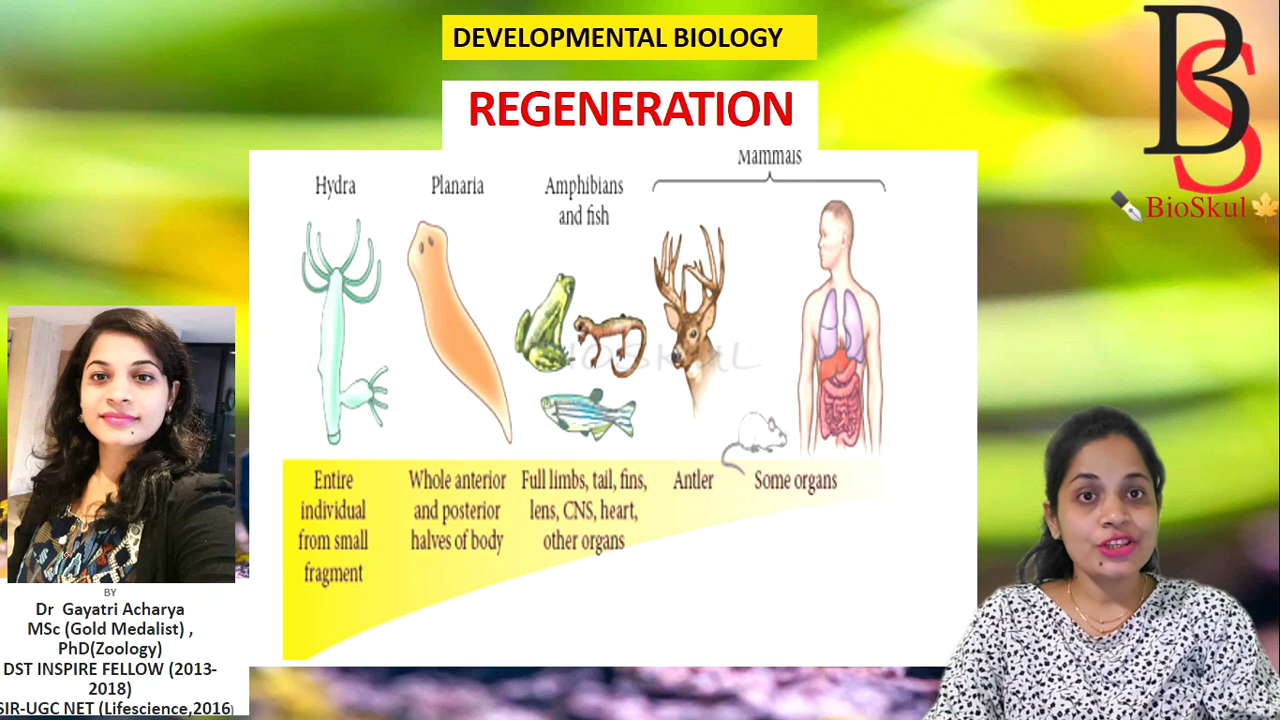 DEVELOPMENTAL BIOLOGY
REGENERATION
BS
BioSkul
Mammals
Hydra
Planaria
Amphibians
and fish
BIOSKUL
Entire
individual
from small
fragment
Whole anterior
and posterior
halves of body
Full limbs, tail, fins,
lens, CNS, heart,
other organs
Antler
Some organs
BY
Dr Gayatri Acharya
MSc (Gold Medalist) ,
PhD(Zoology)
DST INSPIRE FELLOW (2013-
2018)
SIR-UGC NET (Lifescience,2016)